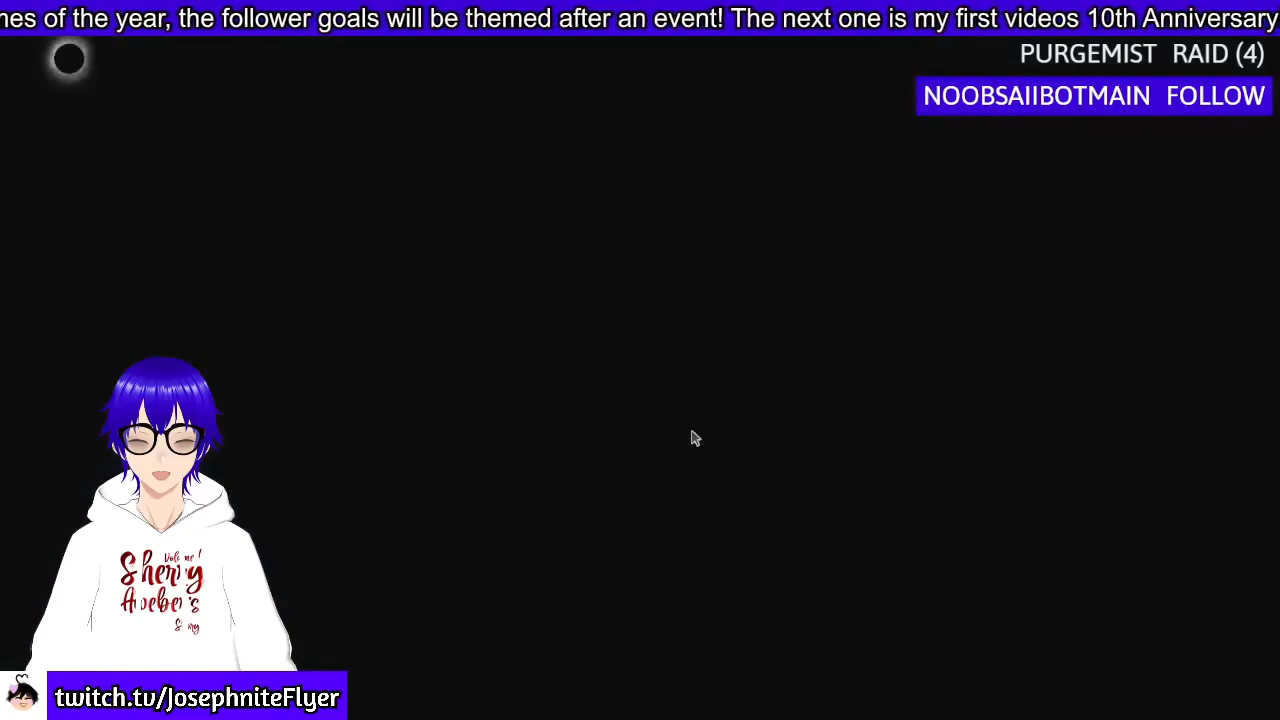 nes of the year, the follower goals will be themed after an event! The next one is my first videos 10th Anniversary
PURGEMIST RAID (4)
NOOBSAIIBOTMAIN FOLLOW
Sherry
twitch.tv/JosephniteFlyer